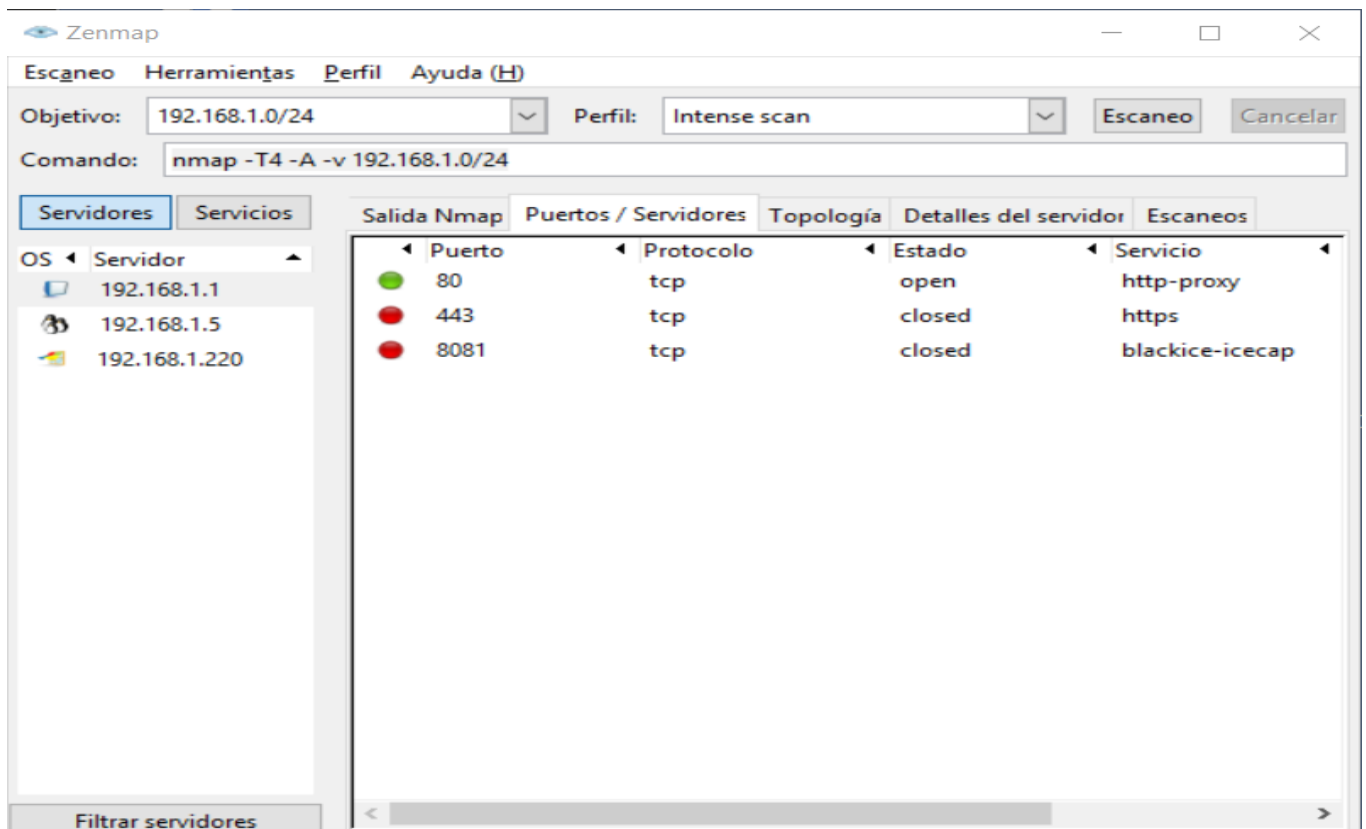 Zenmap
Escaneo Herramientas Perfil Ayuda (H)
Objetivo: 192.168.1.0/24 Perfil: Intense scan Escaneo Cancelar
Comando: nmap -T4 -A -v 192.168.1.0/24
Servidores Servicios Salida Nmap Puertos / Servidores Topología Detalles del servidor Escaneos
OS Servidor Puerto Protocolo Estado Servicio
192.168.1.1 80 tcp open http-proxy
192.168.1.5 443 tcp closed https
192.168.1.220 8081 tcp closed blackice-icecap
Filtrar servidores